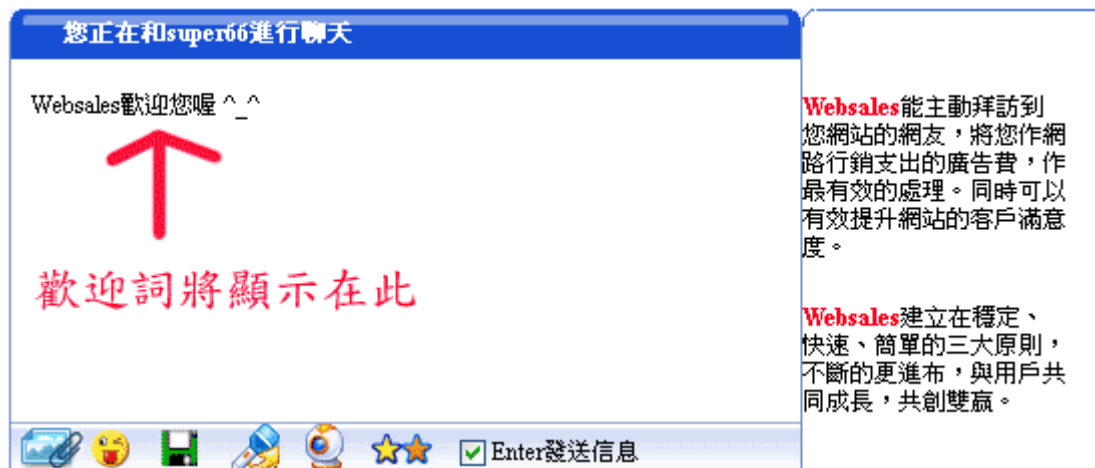 您正在和super66進行聊天
Websales歡迎您喔 ^_^
歡迎詞將顯示在此
Enter發送信息
Websales能主動拜訪到
您網站的網友，將您作網
路行銷支出的廣告費，作
最有效的處理。同時可以
有效提升網站的客戶滿意
度。
Websales建立在穩定、
快速、簡單的三大原則，
不斷的更進布，與用戶共
同成長，共創雙贏。